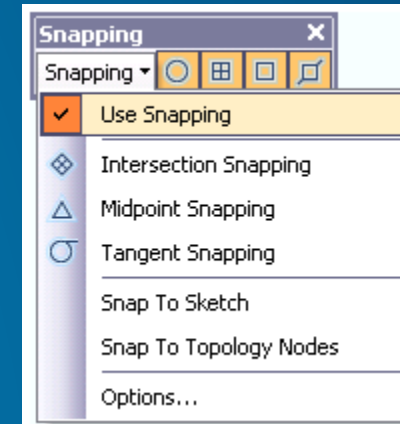 Snapping
Snapping
Use Snapping
Intersection Snapping
Midpoint Snapping
Tangent Snapping
Snap To Sketch
Snap To Topology Nodes
Options...